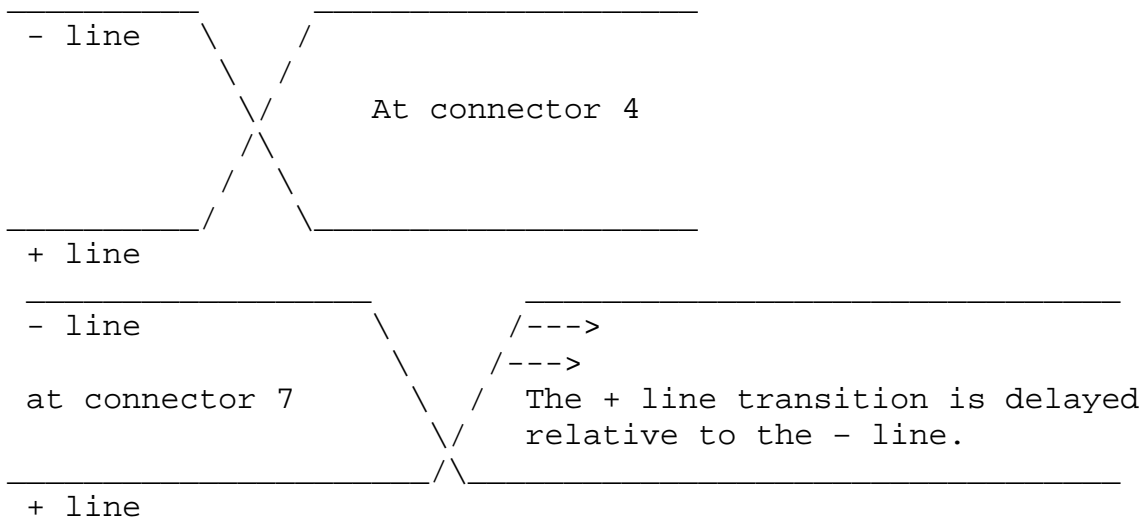 - line
At connector 4
+ line
- line
--->
--->
at connector 7 The + line transition is delayed
relative to the - line.
+ line